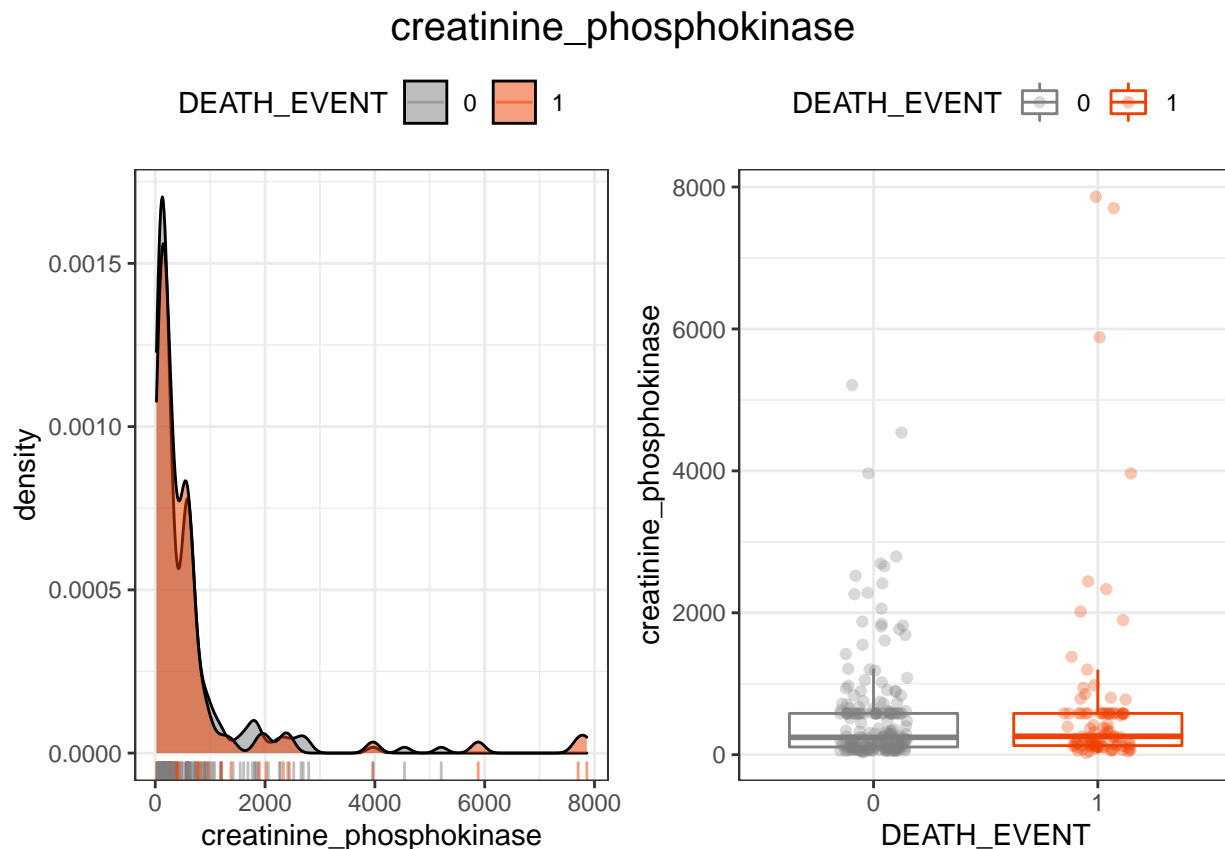 creatinine_phosphokinase
DEATH_EVENT 0 1
density
0.0015
0.0010
0.0005
0.0000
0 2000 4000 6000 8000
creatinine_phosphokinase
DEATH_EVENT 0 1
creatinine_phosphokinase
8000
6000
4000
2000
0
0 1
DEATH_EVENT